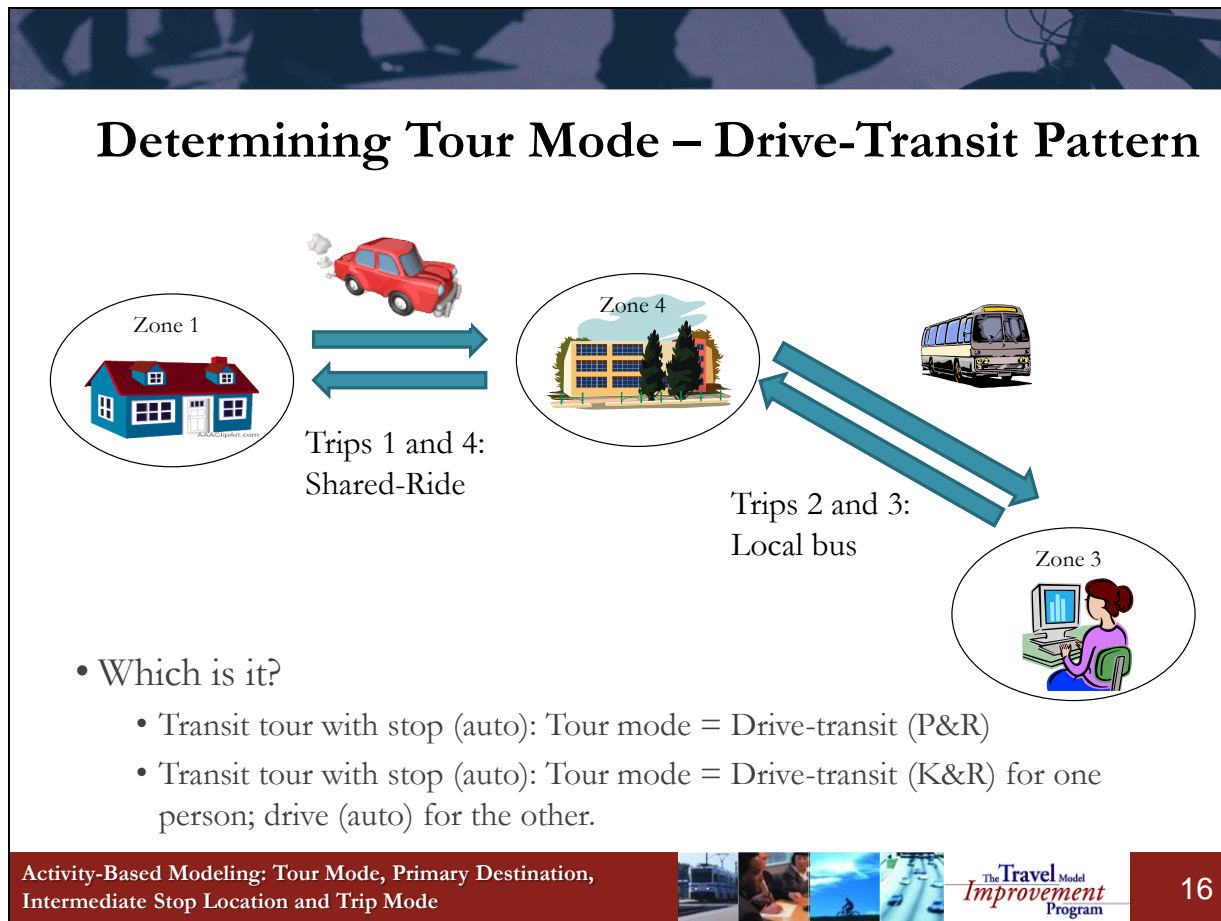 Determining Tour Mode – Drive-Transit Pattern
Zone 1
AAAClipArt.com
Zone 4
Trips 1 and 4:
Shared-Ride
Trips 2 and 3:
Local bus
Zone 3
• Which is it?
• Transit tour with stop (auto): Tour mode = Drive-transit (P&R)
• Transit tour with stop (auto): Tour mode = Drive-transit (K&R) for one
person; drive (auto) for the other.
Activity-Based Modeling: Tour Mode, Primary Destination,
Intermediate Stop Location and Trip Mode
The Travel Model
Improvement
Program
16